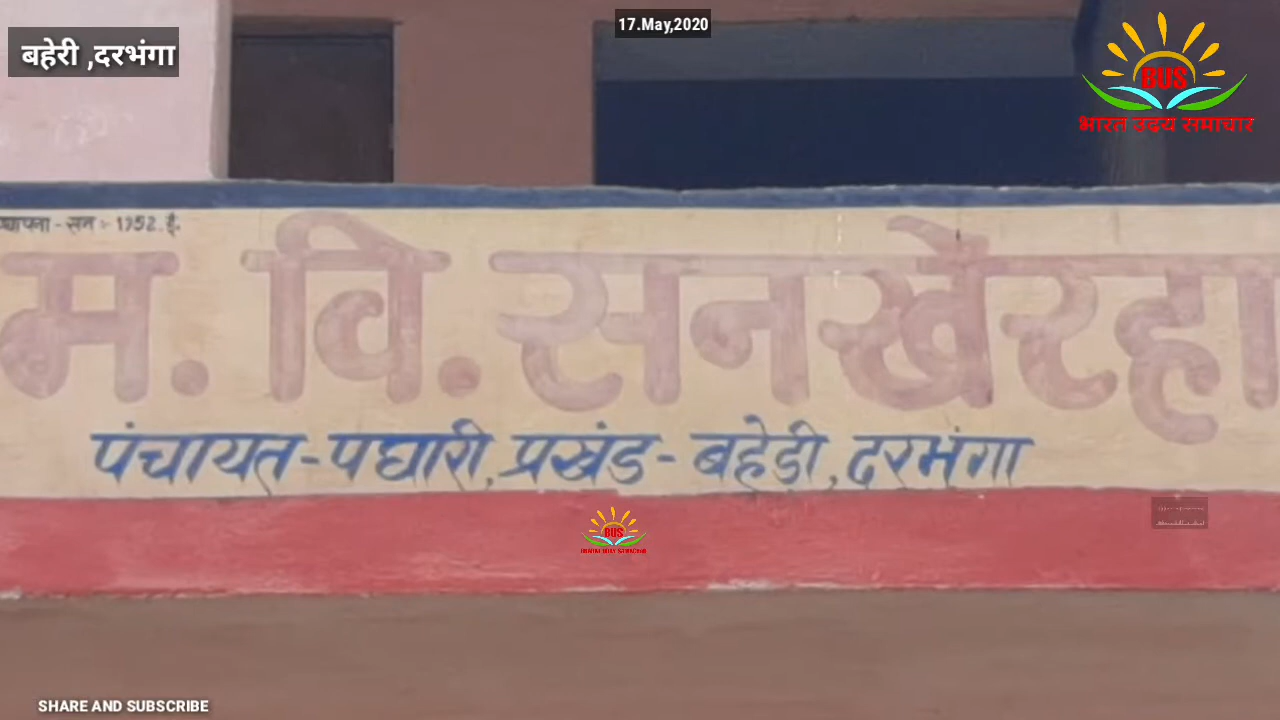 17.May,2020
बहेरी ,दरभंगा
BUS
भारत उदय समाचार
स्थापना - सन :- 1952 . ई.
म. वि. सनखेरहा
पंचायत - पघारी, प्रखंड - बहेडी, दरभंगा
BUS
SHARE AND SUBSCRIBE